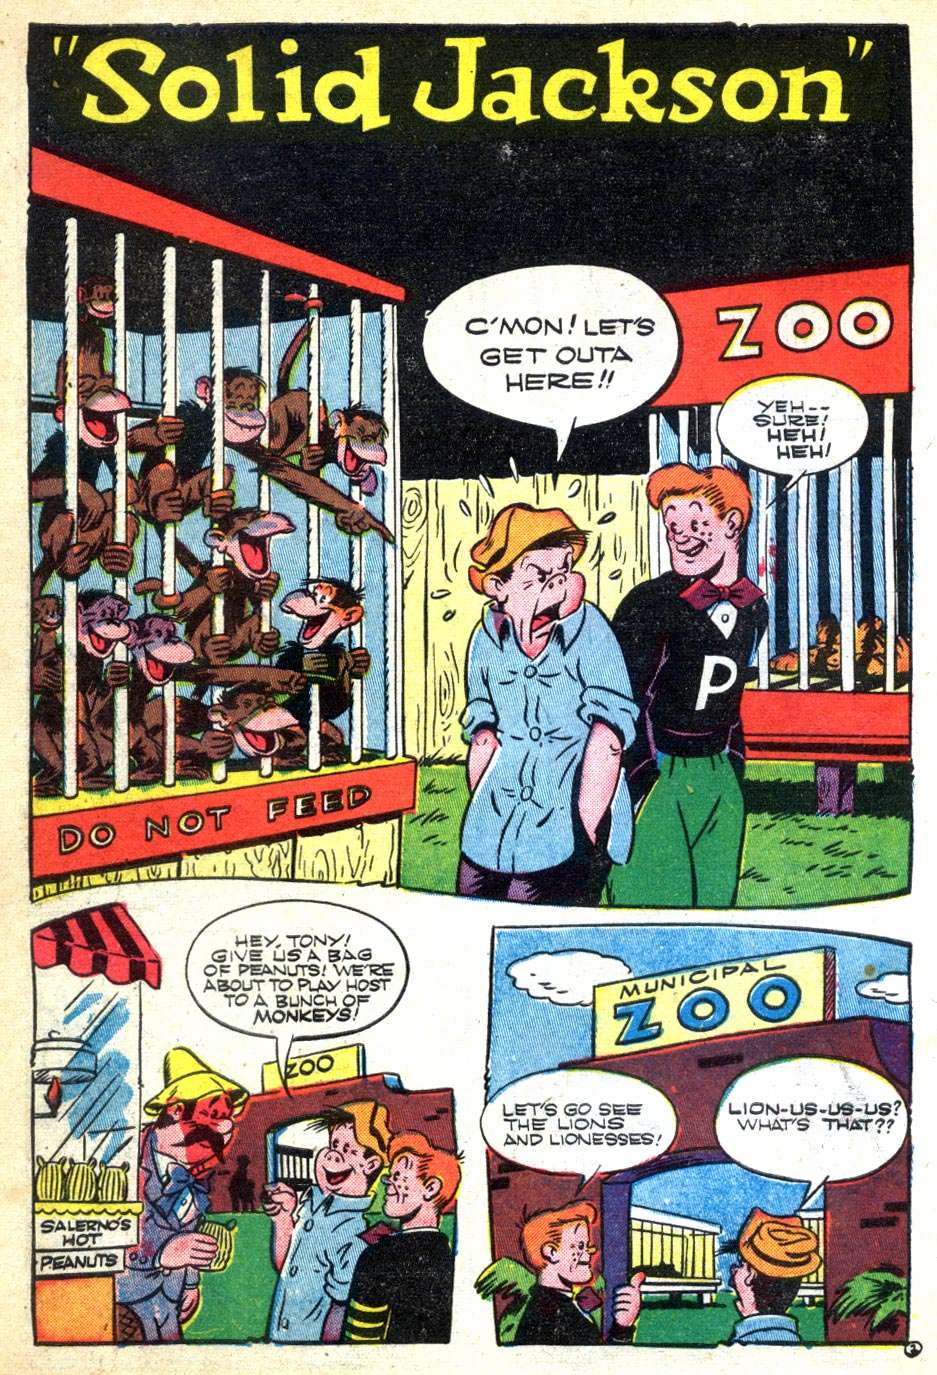 "Solid Jackson"
ZOO
C'MON! LET'S
GET OUTA
HERE!!
YEH--
SURE!
HEH!
HEH!
P
DO NOT FEED
HEY, TONY!
GIVE US A BAG
OF PEANUTS! WE'RE
ABOUT TO PLAY HOST
TO A BUNCH OF
MONKEYS!
ZOO
SALERNO'S
HOT
PEANUTS
MUNICIPAL
ZOO
LET'S GO SEE
THE LIONS
AND LIONESSES!
LION-US-US-US?
WHAT'S THAT??